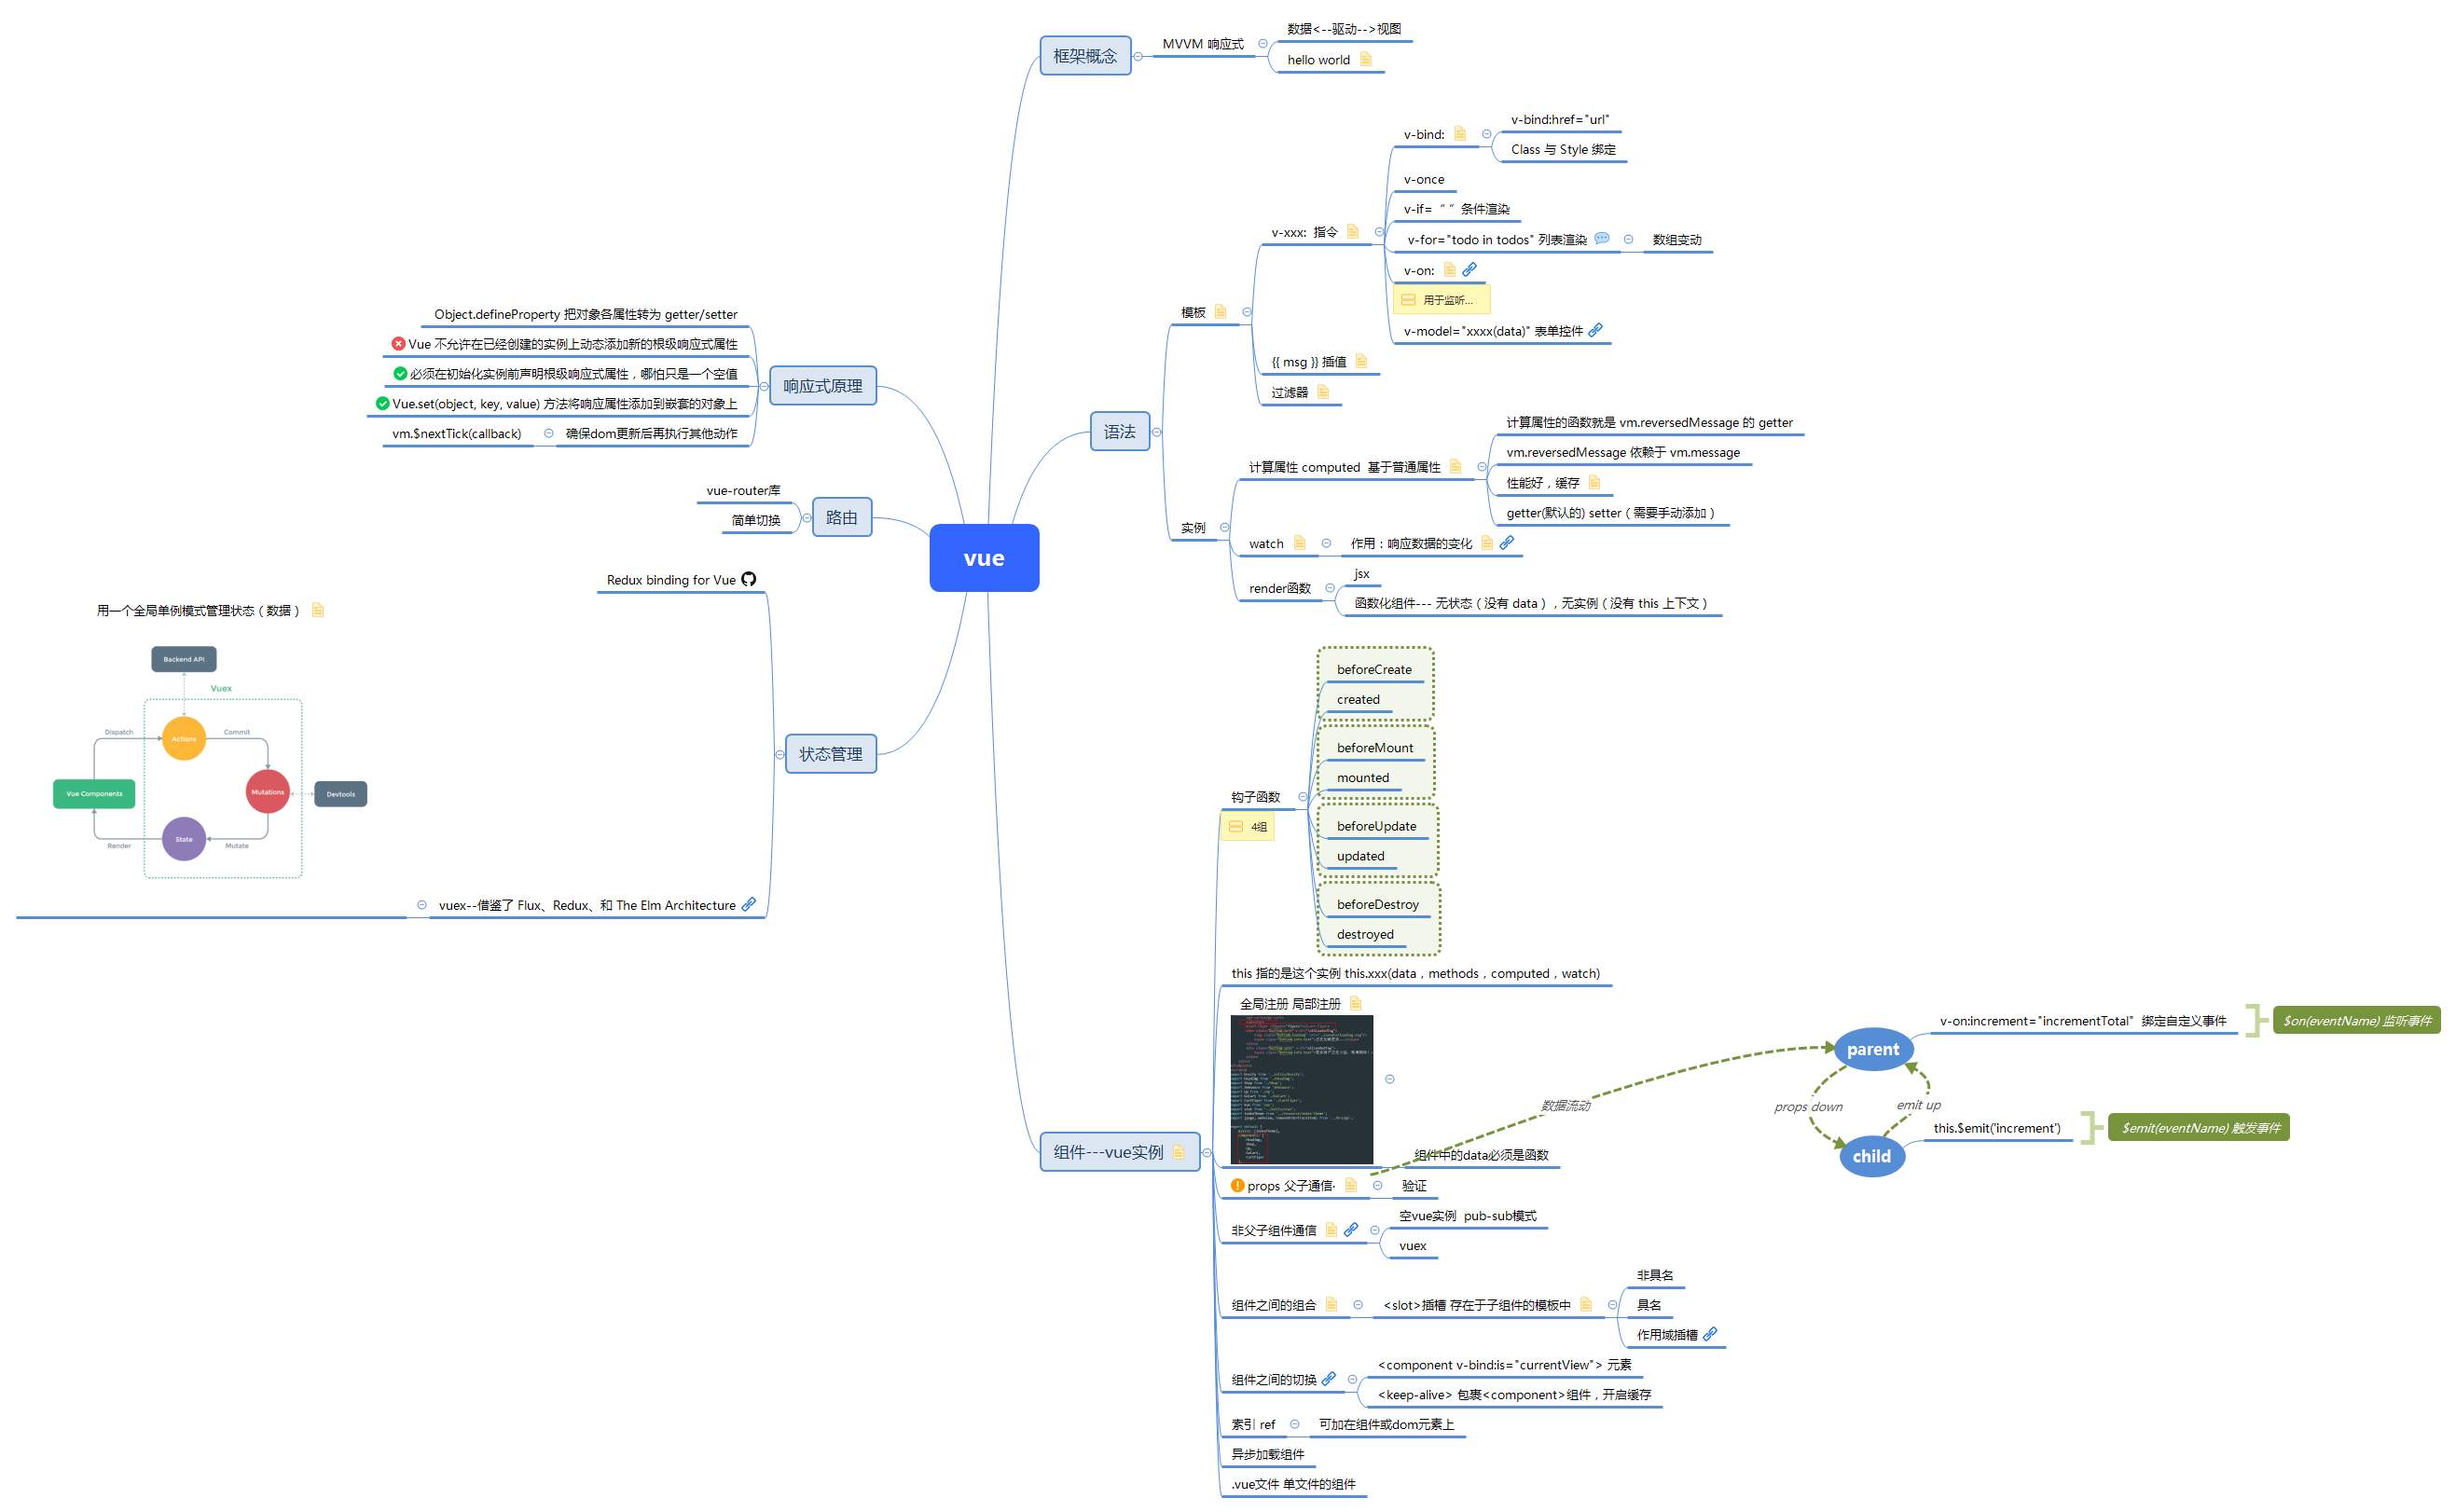 vue
框架概念
MVVM 响应式
数据<--驱动-->视图
hello world
语法
模板
v-xxx: 指令
v-bind:
v-bind:href="url"
Class 与 Style 绑定
v-once
v-if= “ ” 条件渲染
v-for="todo in todos" 列表渲染
数组变动
v-on:
用于监听...
v-model="xxxx(data)" 表单控件
{{ msg }} 插值
过滤器
实例
计算属性 computed 基于普通属性
计算属性的函数就是 vm.reversedMessage 的 getter
vm.reversedMessage 依赖于 vm.message
性能好，缓存
getter(默认的) setter（需要手动添加）
watch
作用：响应数据的变化
render函数
jsx
函数化组件--- 无状态（没有 data），无实例（没有 this 上下文）
组件---vue实例
钩子函数
4组
beforeCreate
created
beforeMount
mounted
beforeUpdate
updated
beforeDestroy
destroyed
this 指的是这个实例 this.xxx(data，methods，computed，watch)
全局注册 局部注册
组件中的data必须是函数
props 父子通信·
验证
数据流动
parent
v-on:increment="incrementTotal" 绑定自定义事件
$on(eventName) 监听事件
props down
emit up
child
this.$emit('increment')
$emit(eventName) 触发事件
非父子组件通信
空vue实例 pub-sub模式
vuex
组件之间的组合
<slot>插槽 存在于子组件的模板中
非具名
具名
作用域插槽
组件之间的切换
<component v-bind:is="currentView"> 元素
<keep-alive> 包裹<component>组件，开启缓存
索引 ref
可加在组件或dom元素上
异步加载组件
.vue文件 单文件的组件
响应式原理
Object.defineProperty 把对象各属性转为 getter/setter
Vue 不允许在已经创建的实例上动态添加新的根级响应式属性
必须在初始化实例前声明根级响应式属性，哪怕只是一个空值
Vue.set(object, key, value) 方法将响应属性添加到嵌套的对象上
确保dom更新后再执行其他动作
vm.$nextTick(callback)
路由
vue-router库
简单切换
状态管理
Redux binding for Vue
vuex--借鉴了 Flux、Redux、和 The Elm Architecture
用一个全局单例模式管理状态（数据）
Backend API
Vuex
Dispatch
Actions
Commit
Vue Components
Mutations
Devtools
State
Render
Mutate